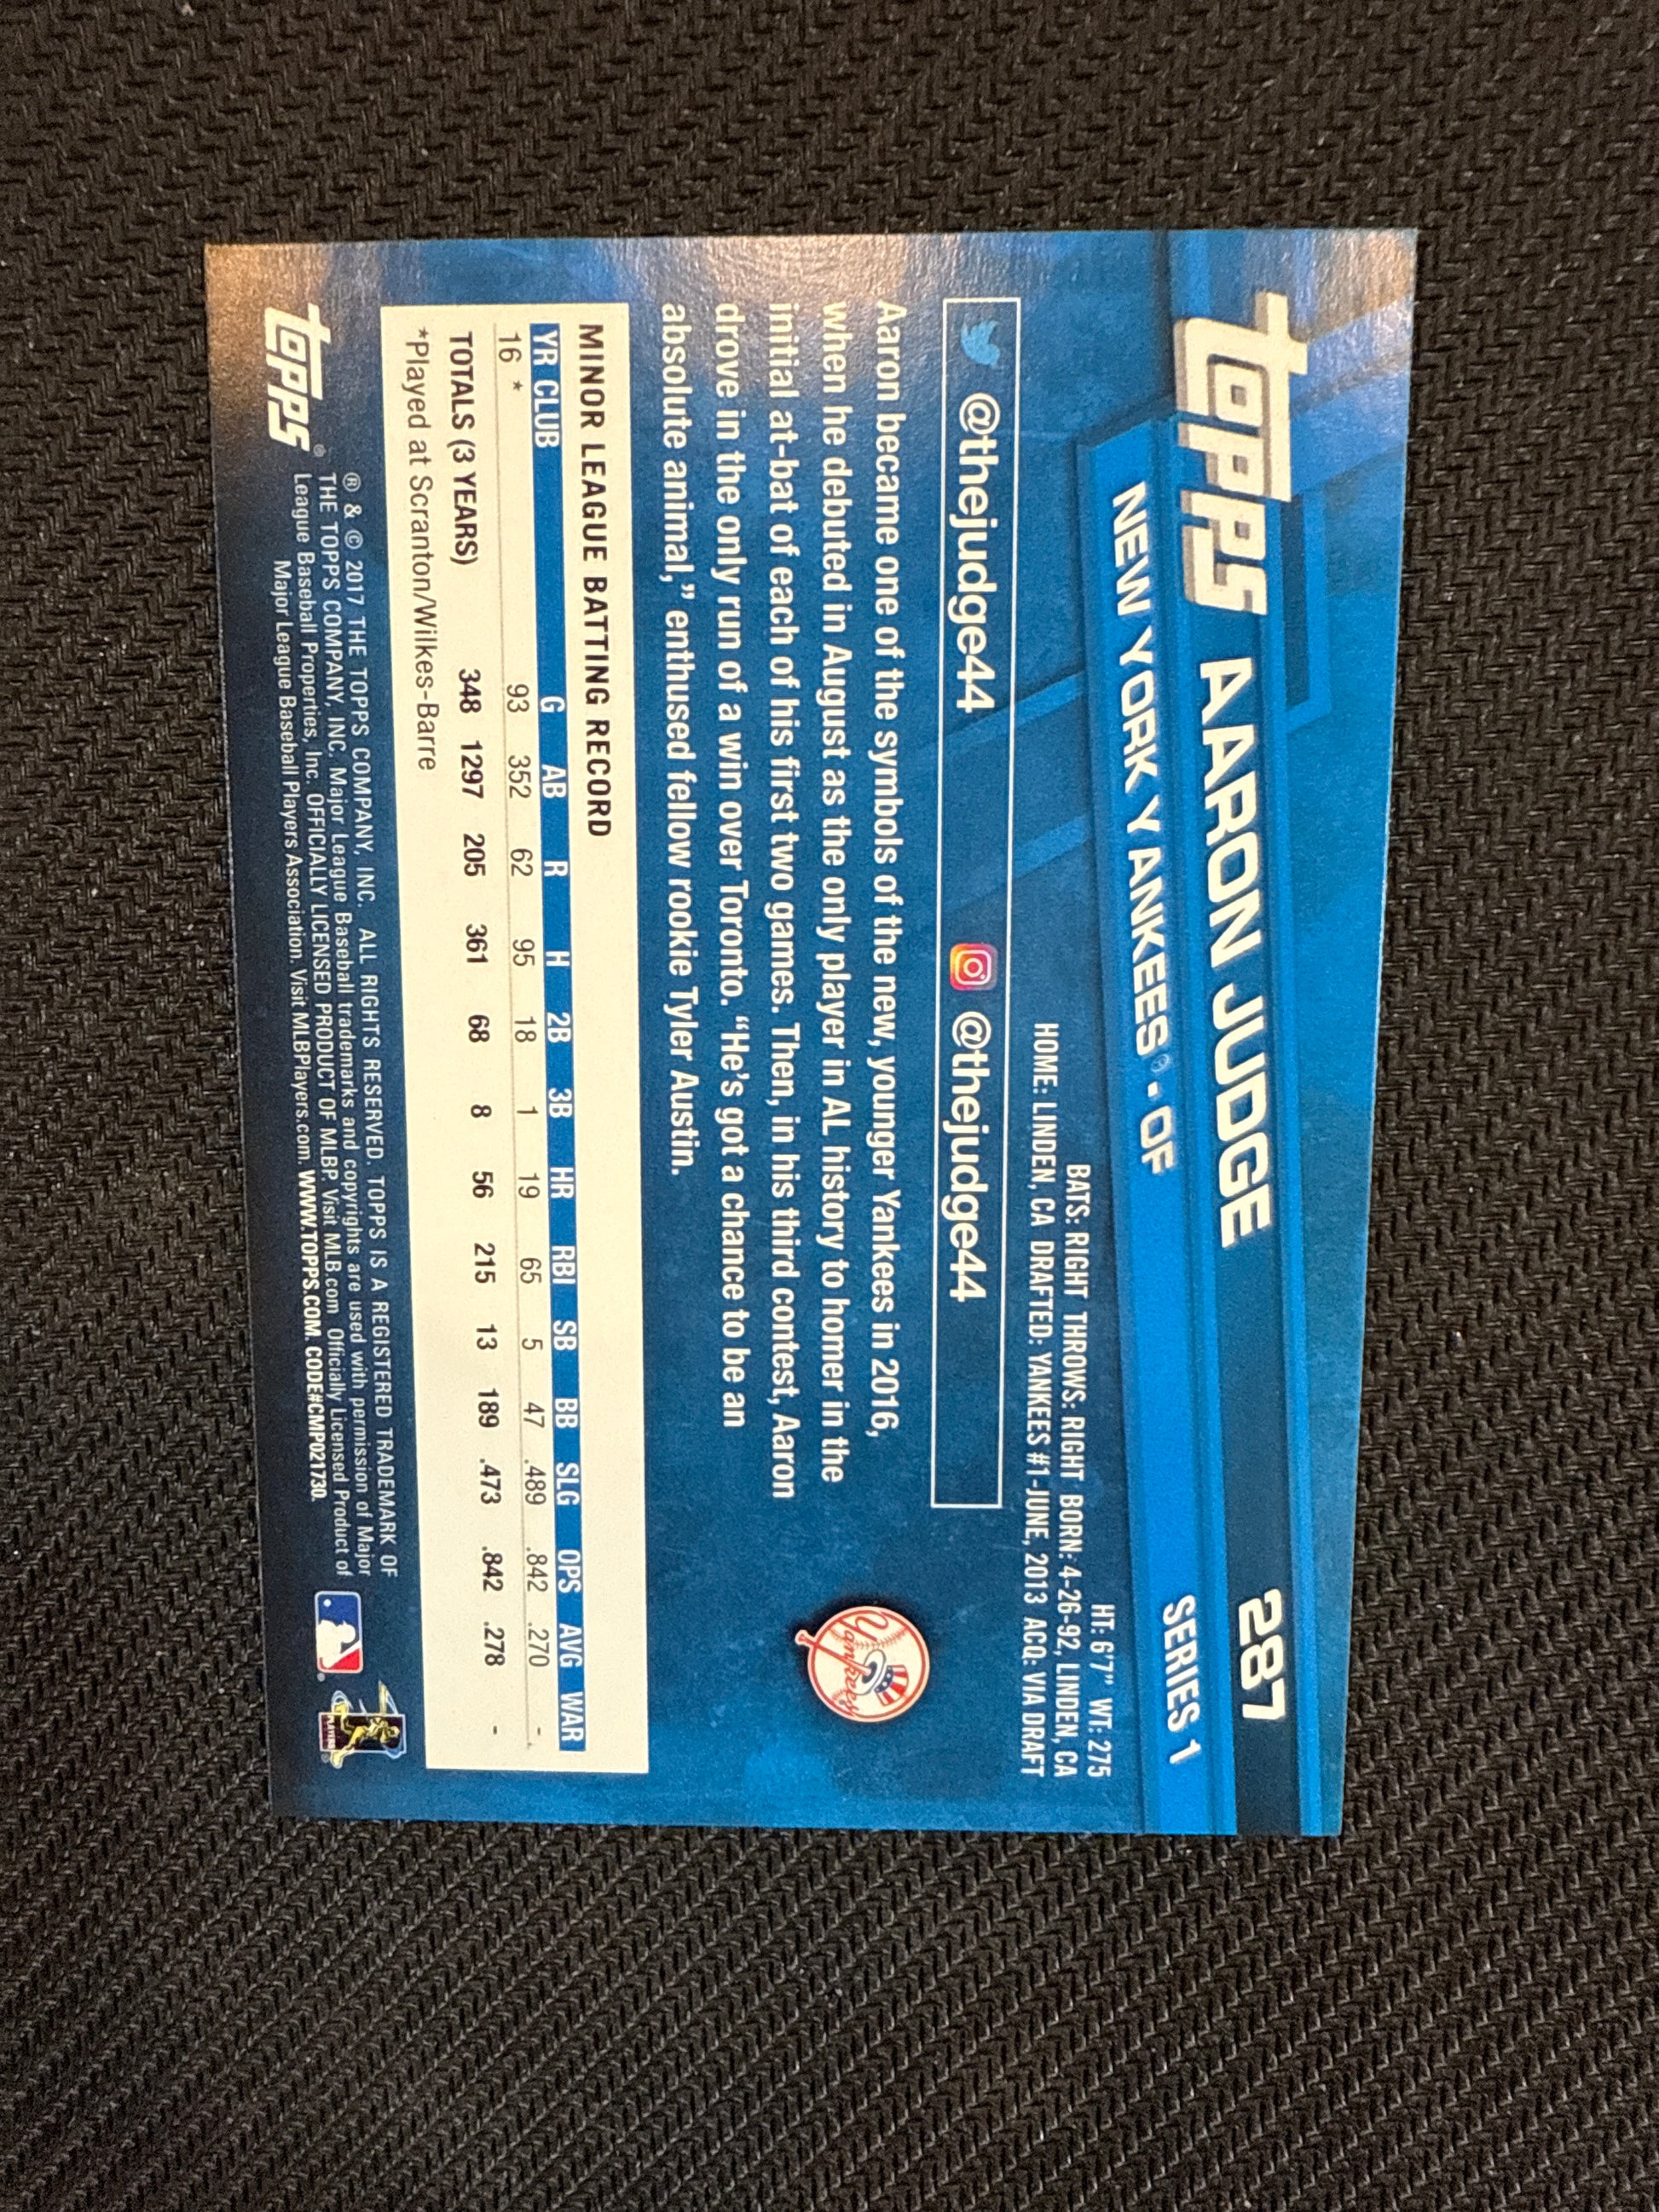 topps AARON JUDGE 287
NEW YORK YANKEES® • OF SERIES 1
HT: 6'7" WT: 275
BATS: RIGHT THROWS: RIGHT BORN: 4-26-92, LINDEN, CA
HOME: LINDEN, CA DRAFTED: YANKEES #1-JUNE, 2013 ACQ: VIA DRAFT
@thejudge44 @thejudge44
Yankees
Aaron became one of the symbols of the new, younger Yankees in 2016,
when he debuted in August as the only player in AL history to homer in the
initial at-bat of each of his first two games. Then, in his third contest, Aaron
drove in the only run of a win over Toronto. “He's got a chance to be an
absolute animal,” enthused fellow rookie Tyler Austin.
MINOR LEAGUE BATTING RECORD
YR CLUB G AB R H 2B 3B HR RBI SB BB SLG OPS AVG WAR
16 * 93 352 62 95 18 1 19 65 5 47 .489 .842 .270 -
TOTALS (3 YEARS) 348 1297 205 361 68 8 56 215 13 189 .473 .842 .278 -
*Played at Scranton/Wilkes-Barre
topps®
® & © 2017 THE TOPPS COMPANY, INC. ALL RIGHTS RESERVED. TOPPS IS A REGISTERED TRADEMARK OF
THE TOPPS COMPANY, INC. Major League Baseball trademarks and copyrights are used with permission of Major
League Baseball Properties, Inc. OFFICIALLY LICENSED PRODUCT OF MLBP. Visit MLB.com Officially Licensed Product of
Major League Baseball Players Association. Visit MLBPlayers.com. WWW.TOPPS.COM. CODE#CMP021730.
PLAYERS